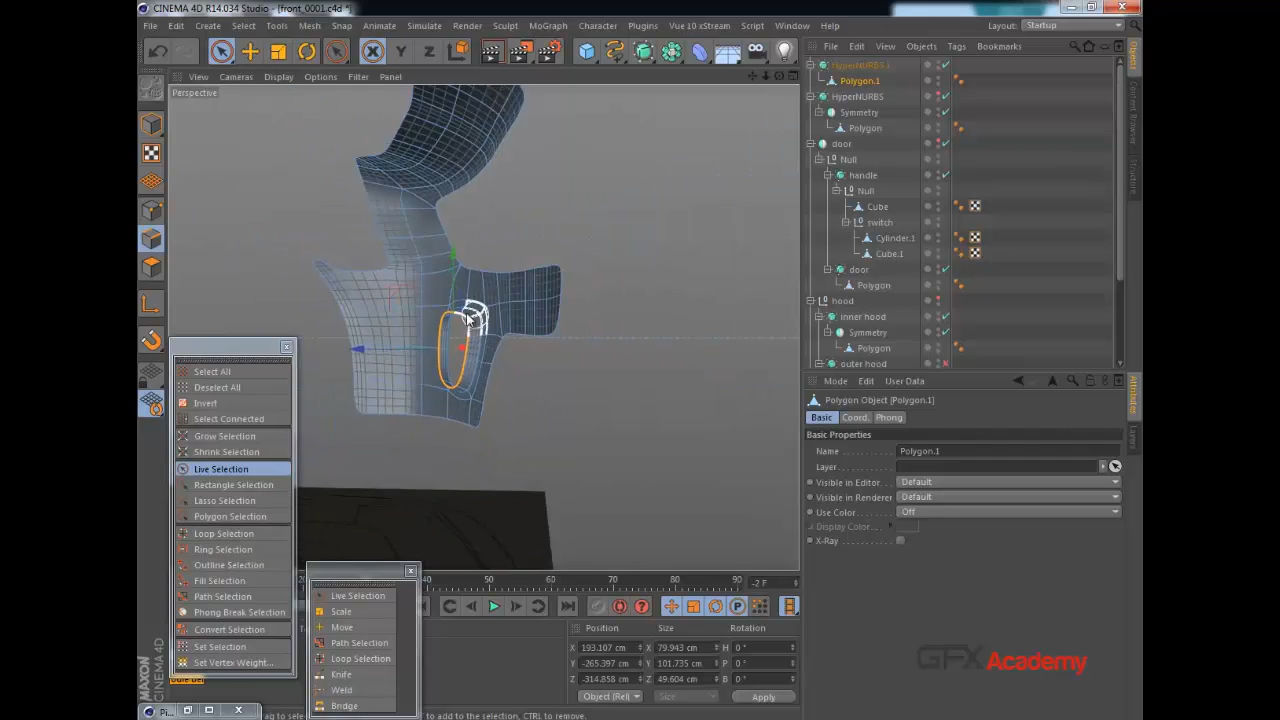 CINEMA 4D R14.034 Studio - [front_0001.c4d *]
File Edit Create Select Tools Mesh Snap Animate Simulate Render Sculpt MoGraph Character Plugins Vue 10 xStream Script Window Help Layout: Startup
View Cameras Display Options Filter Panel
Perspective
File Edit View Objects Tags Bookmarks
HyperNURBS.1
Polygon.1
HyperNURBS
Symmetry
Polygon
door
Null
handle
Null
Cube
switch
Cylinder.1
Cube.1
door
Polygon
hood
inner hood
Symmetry
Polygon
outer hood
Objects
Content Browser
Structure
Select All
Deselect All
Invert
Select Connected
Grow Selection
Shrink Selection
Live Selection
Rectangle Selection
Lasso Selection
Polygon Selection
Loop Selection
Ring Selection
Outline Selection
Fill Selection
Path Selection
Phong Break Selection
Convert Selection
Set Selection
Set Vertex Weight...
Live Selection
Scale
Move
Path Selection
Loop Selection
Knife
Weld
Bridge
Mode Edit User Data
Polygon Object [Polygon.1]
Basic Coord. Phong
Basic Properties
Name Polygon.1
Layer
Visible in Editor Default
Visible in Renderer Default
Use Color Off
Display Color
X-Ray
Attributes
Layers
40 50 60 70 80 90 -2 F
Position Size Rotation
X 193.107 cm X 79.943 cm H 0 °
Y -265.397 cm Y 101.735 cm P 0 °
Z -314.858 cm Z 49.604 cm B 0 °
Object (Rel) Size Apply
GFX Academy
MAXON
CINEMA 4D
to add to the selection, CTRL to remove.